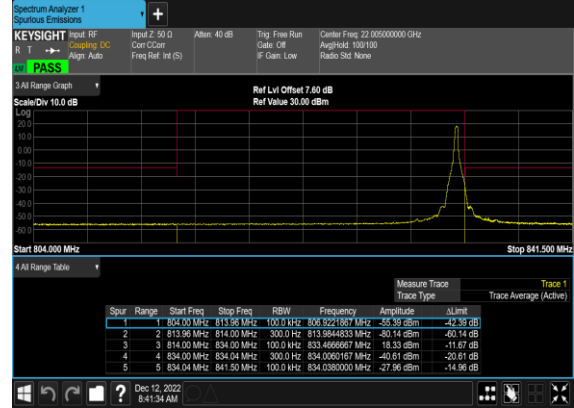 Spectrum Analyzer 1
Spurious Emissions
+
KEYSIGHT Input: RF Input Z: 50 Ω Atten: 40 dB Trig: Free Run Center Freq: 22.005000000 GHz
R T Coupling: DC Corr CCorr Gate: Off Avg|Hold: 100/100
Align: Auto Freq Ref: Int (S) IF Gain: Low Radio Std: None
PASS
3 All Range Graph
Ref Lvl Offset 7.60 dB
Scale/Div 10.0 dB Ref Value 30.00 dBm
Log
20.0
10.0
0.00
-10.0
-20.0
-30.0
-40.0
-50.0
-60.0
Start 804.000 MHz Stop 841.500 MHz
4 All Range Table
Measure Trace Trace 1
Trace Type Trace Average (Active)
Spur Range Start Freq Stop Freq RBW Frequency Amplitude ΔLimit
1 1 804.00 MHz 813.96 MHz 100.0 kHz 806.9221867 MHz -55.39 dBm -42.39 dB
2 2 813.96 MHz 814.00 MHz 300.0 Hz 813.9844833 MHz -80.14 dBm -60.14 dB
3 3 814.00 MHz 834.00 MHz 100.0 kHz 833.4666667 MHz 18.33 dBm -11.67 dB
4 4 834.00 MHz 834.04 MHz 300.0 Hz 834.0060167 MHz -40.61 dBm -20.61 dB
5 5 834.04 MHz 841.50 MHz 100.0 kHz 834.0380000 MHz -27.96 dBm -14.96 dB
? Dec 12, 2022
8:41:34 AM